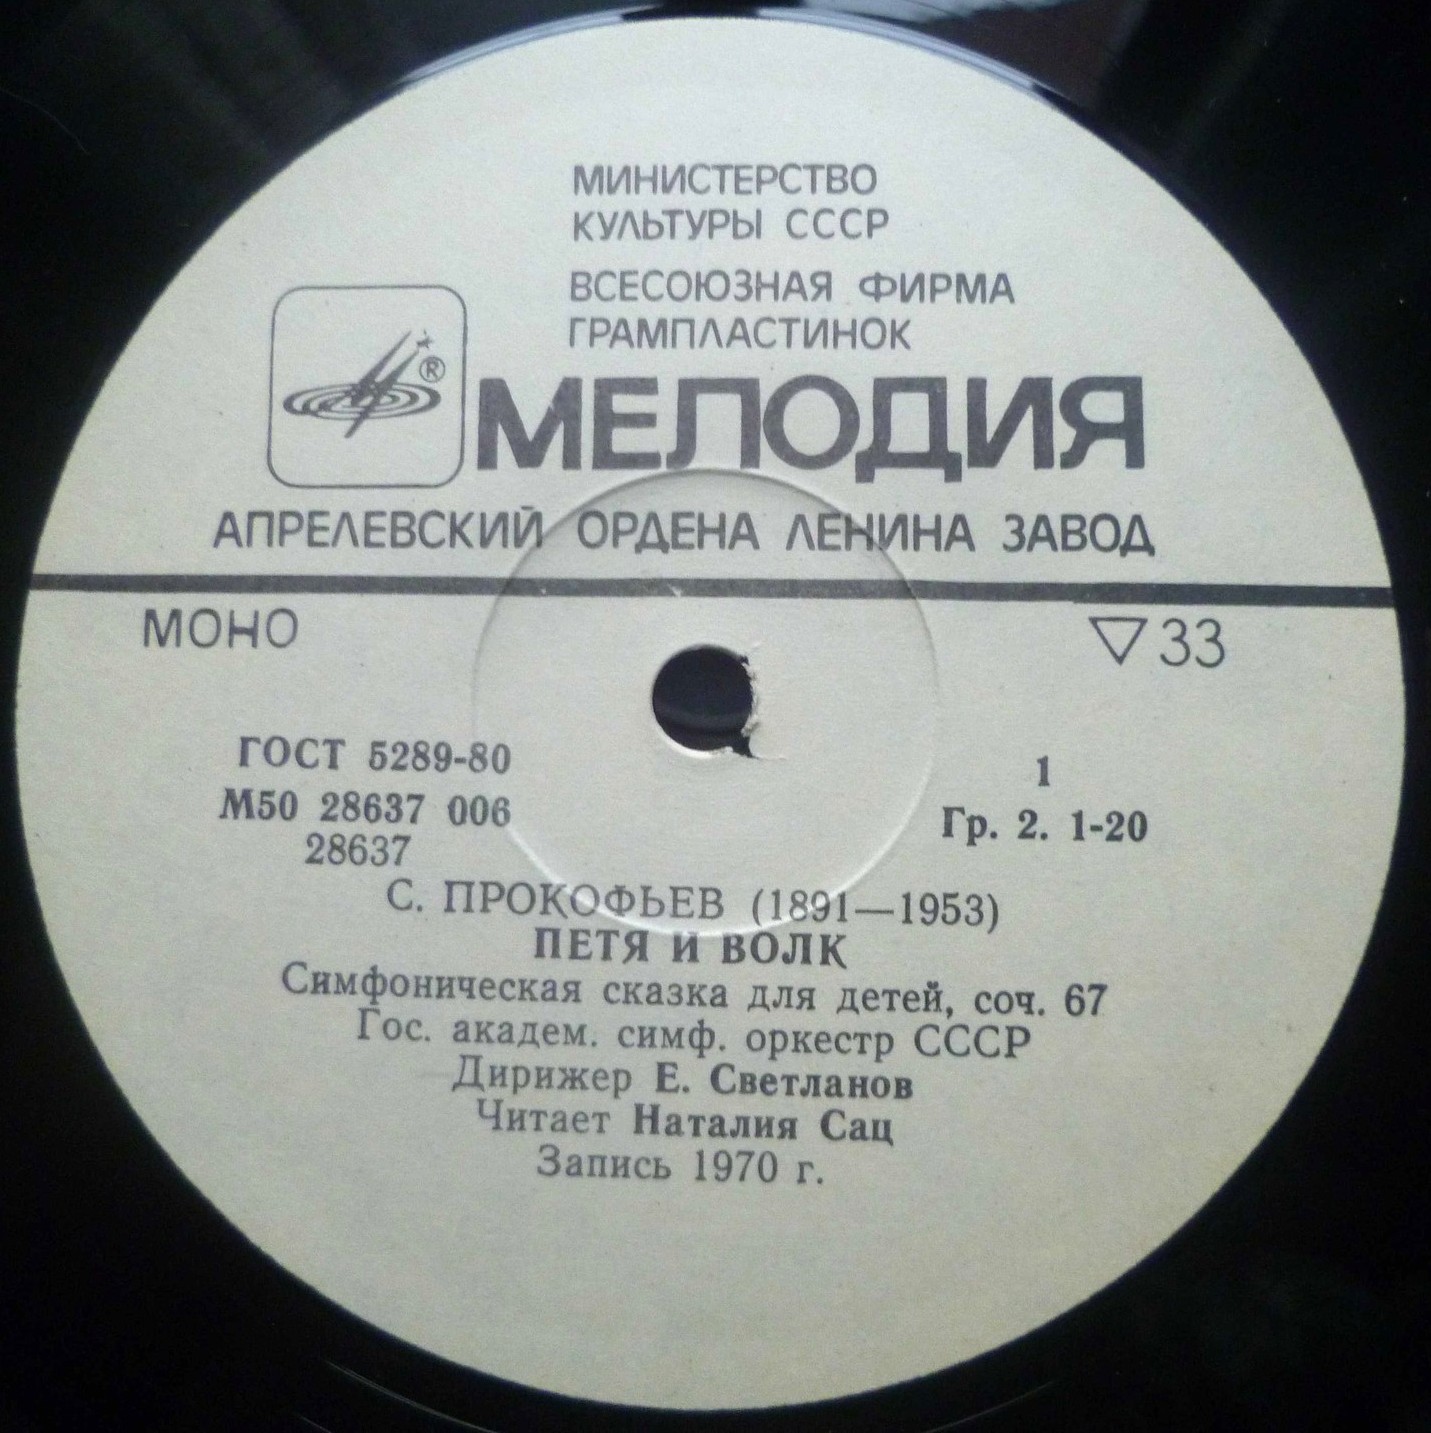 МИНИСТЕРСТВО
КУЛЬТУРЫ СССР
ВСЕСОЮЗНАЯ ФИРМА
ГРАМПЛАСТИНОК
®
МЕЛОДИЯ
АПРЕЛЕВСКИЙ ОРДЕНА ЛЕНИНА ЗАВОД
МОНО
▽ 33
ГОСТ 5289-80
М50 28637 006
28637
1
Гр. 2. 1-20
С. ПРОКОФЬЕВ (1891—1953)
ПЕТЯ И ВОЛК
Симфоническая сказка для детей, соч. 67
Гос. академ. симф. оркестр СССР
Дирижер Е. Светланов
Читает Наталия Сац
Запись 1970 г.